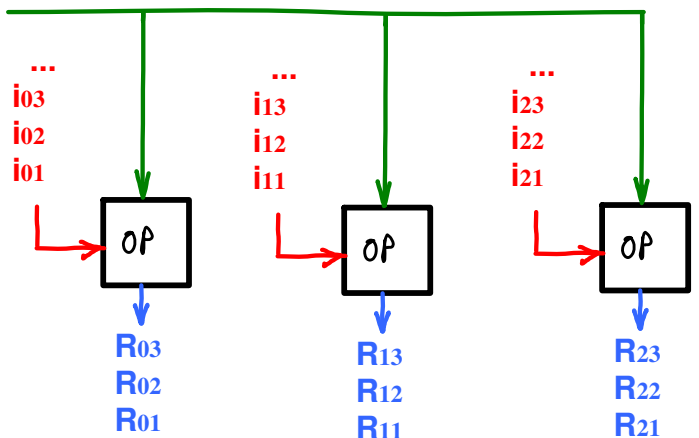 ...
i03
i02
i01
OP
R03
R02
R01
...
i13
i12
i11
OP
R13
R12
R11
...
i23
i22
i21
OP
R23
R22
R21